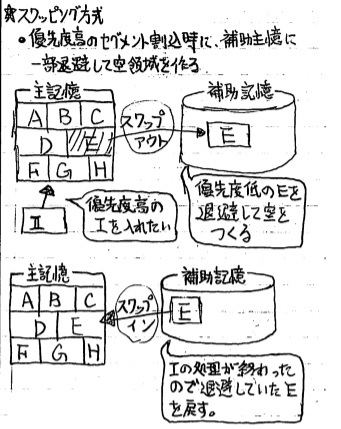 ★スワッピング方式
・優先度高のセグメント割込時に、補助主憶に
一部退避して空領域を作る
主記憶
補助記憶
A B C
D E
F G H
スワップ
アウト
E
I
優先度高の
Iを入れたい
優先度低のEを
退避して空を
つくる
主記憶
補助記憶
A B C
D E
F G H
スワップ
イン
E
Iの処理が終わった
ので退避していたE
を戻す。